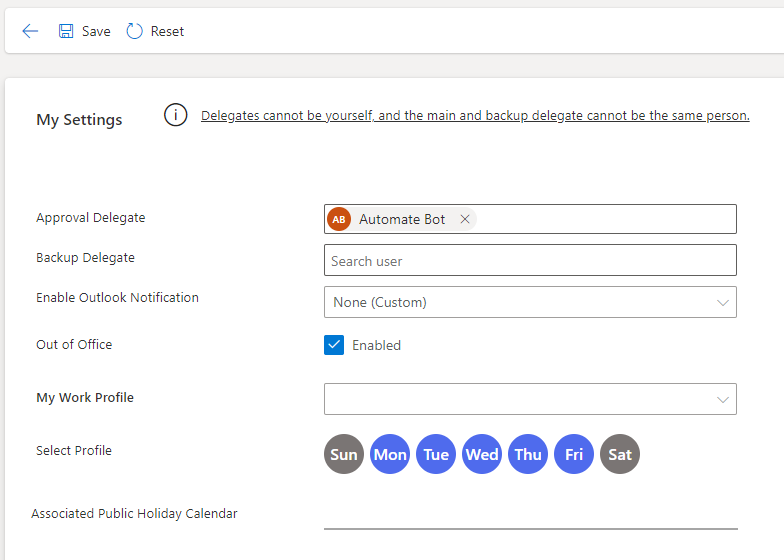 Save Reset
My Settings
Delegates cannot be yourself, and the main and backup delegate cannot be the same person.
Approval Delegate AB Automate Bot
Backup Delegate Search user
Enable Outlook Notification None (Custom)
Out of Office Enabled
My Work Profile
Select Profile Sun Mon Tue Wed Thu Fri Sat
Associated Public Holiday Calendar